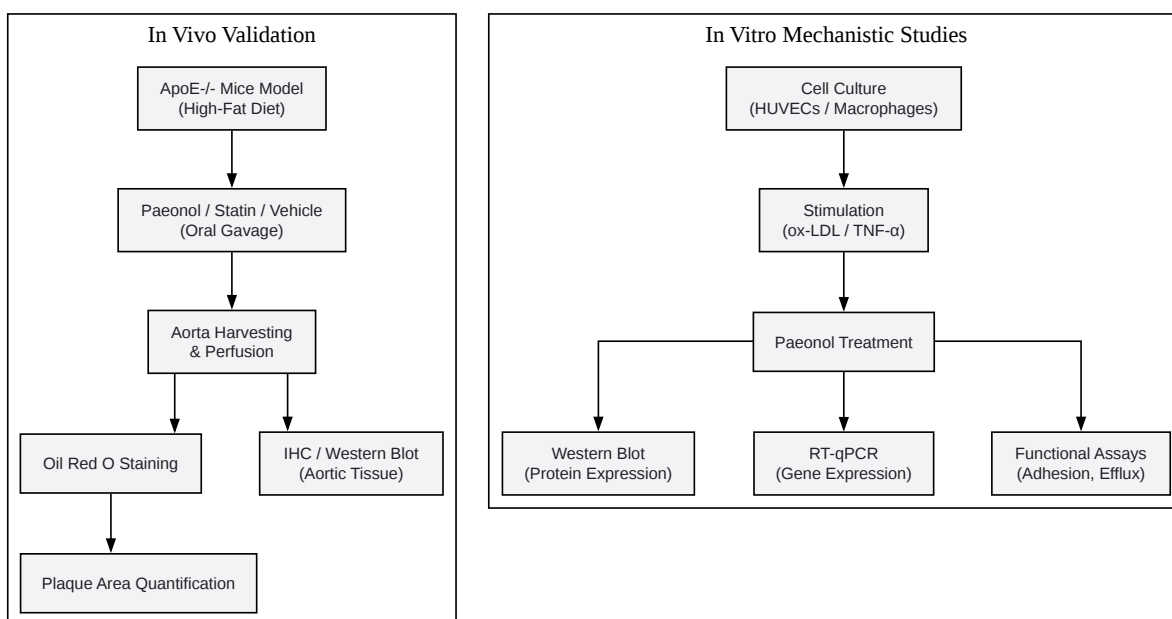 In Vivo Validation
ApoE-/- Mice Model
(High-Fat Diet)
Paeonol / Statin / Vehicle
(Oral Gavage)
Aorta Harvesting
& Perfusion
Oil Red O Staining
IHC / Western Blot
(Aortic Tissue)
Plaque Area Quantification
In Vitro Mechanistic Studies
Cell Culture
(HUVECs / Macrophages)
Stimulation
(ox-LDL / TNF-α)
Paeonol Treatment
Western Blot
(Protein Expression)
RT-qPCR
(Gene Expression)
Functional Assays
(Adhesion, Efflux)